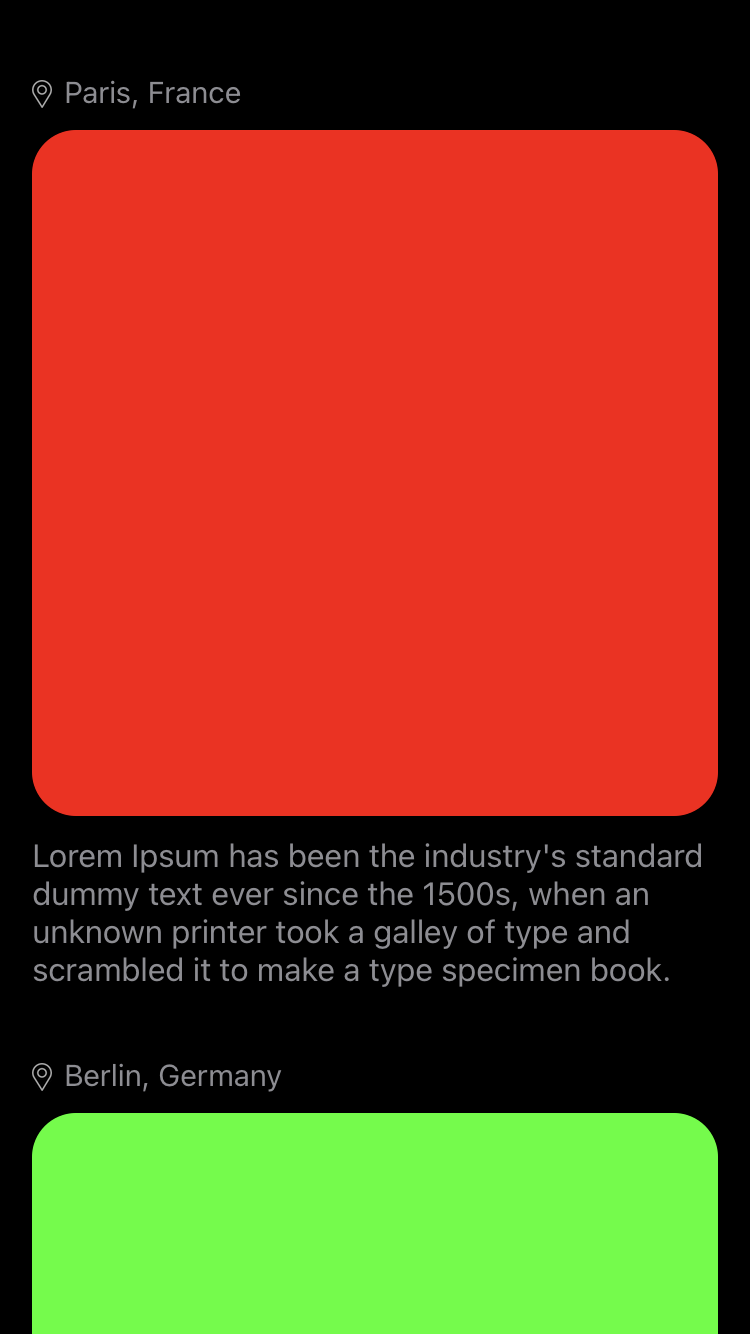 Paris, France
Lorem Ipsum has been the industry's standard
dummy text ever since the 1500s, when an
unknown printer took a galley of type and
scrambled it to make a type specimen book.
Berlin, Germany